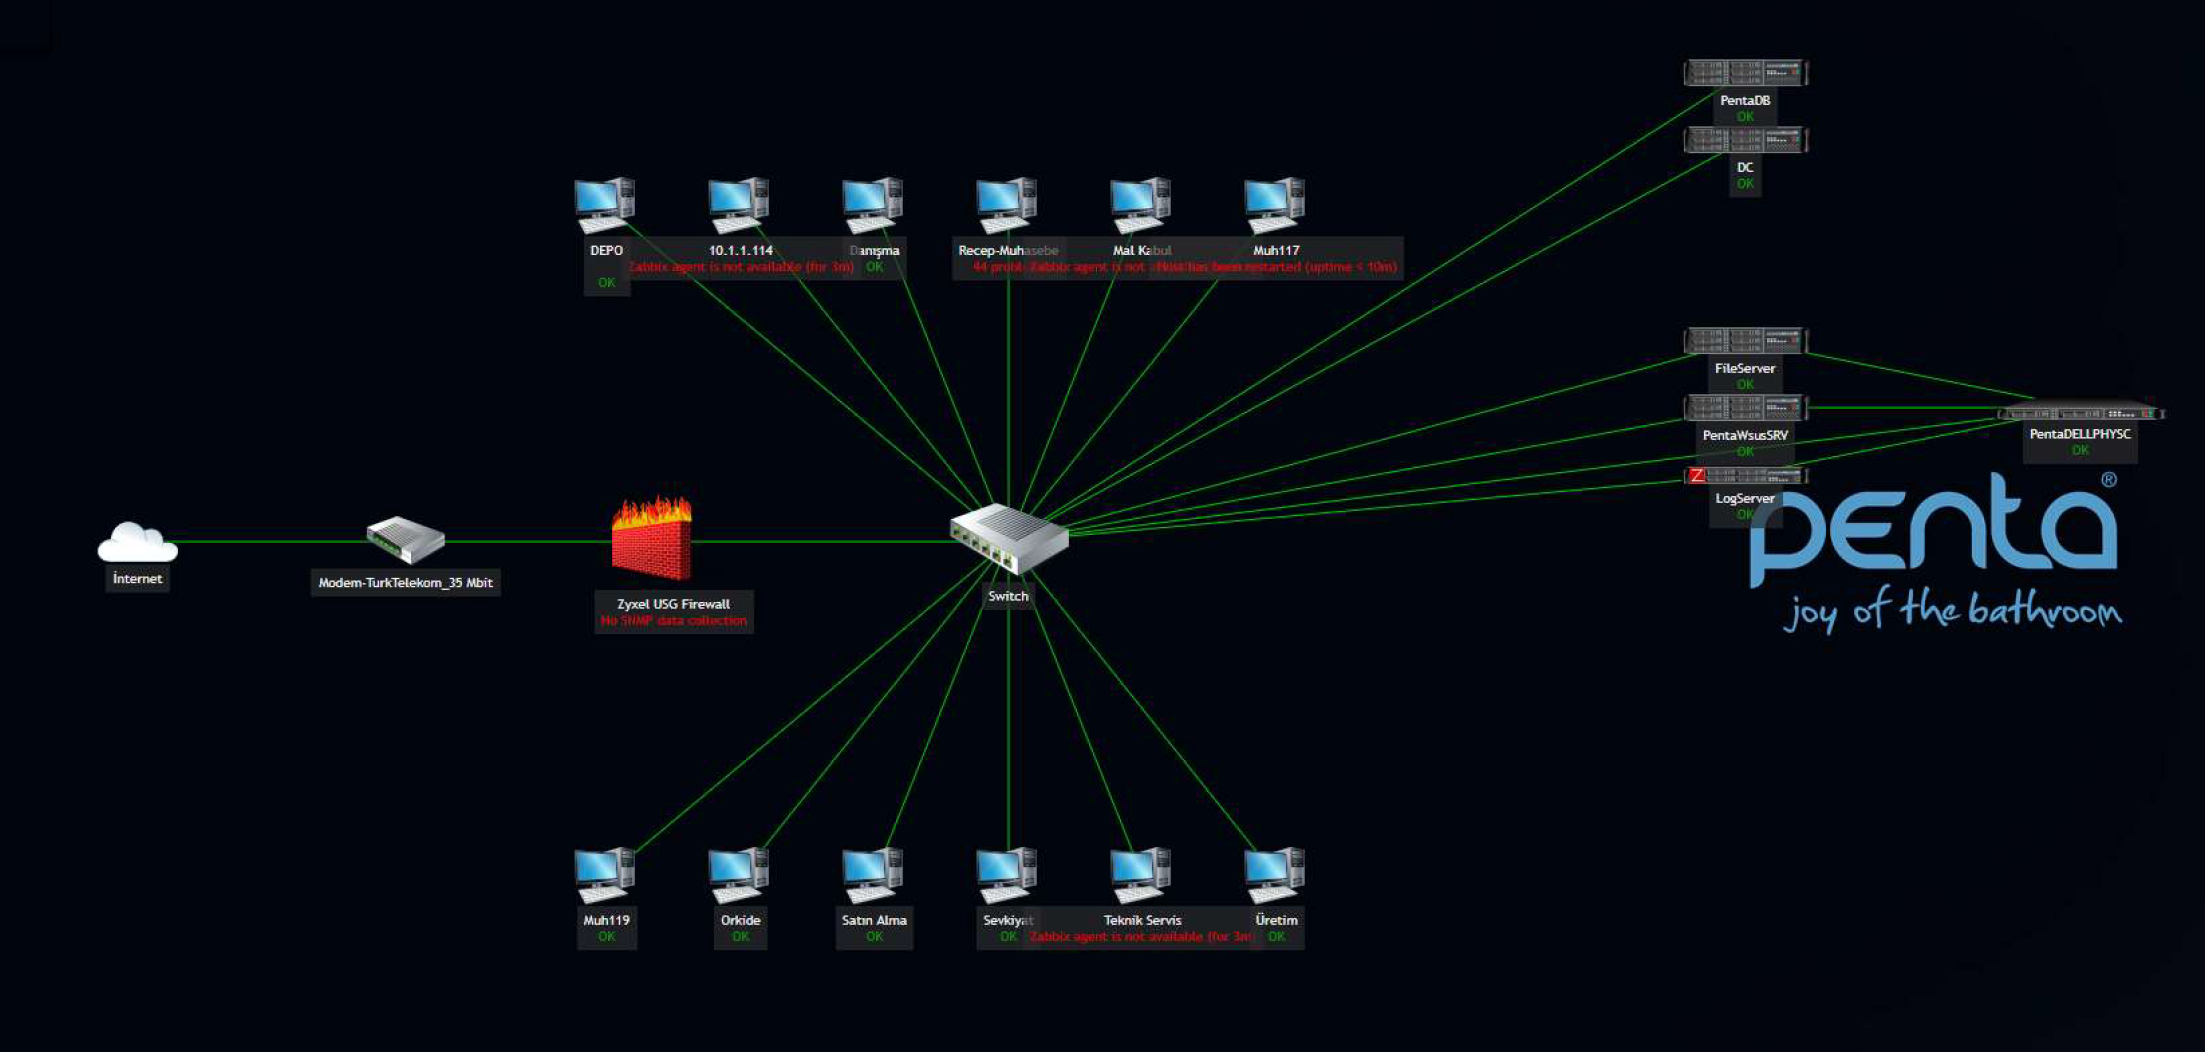 PentaDB
OK
DC
OK
DEPO
OK
10.1.1.114
Zabbix agent is not available (for 3m)
Danışma
OK
Recep-Muhasebe
44 probl
Mal Kabul
Zabbix agent is not
Muh117
Host has been restarted (uptime < 10m)
FileServer
OK
PentaWsusSRV
OK
Z
LogServer
OK
PentaDELLPHYSC
OK
penta®
joy of the bathroom
İnternet
Modem-TurkTelekom_35 Mbit
Zyxel USG Firewall
No SNMP data collection
Switch
Muh119
OK
Orkide
OK
Satın Alma
OK
Sevkiyat
OK
Teknik Servis
Zabbix agent is not available (for 3m
Üretim
OK